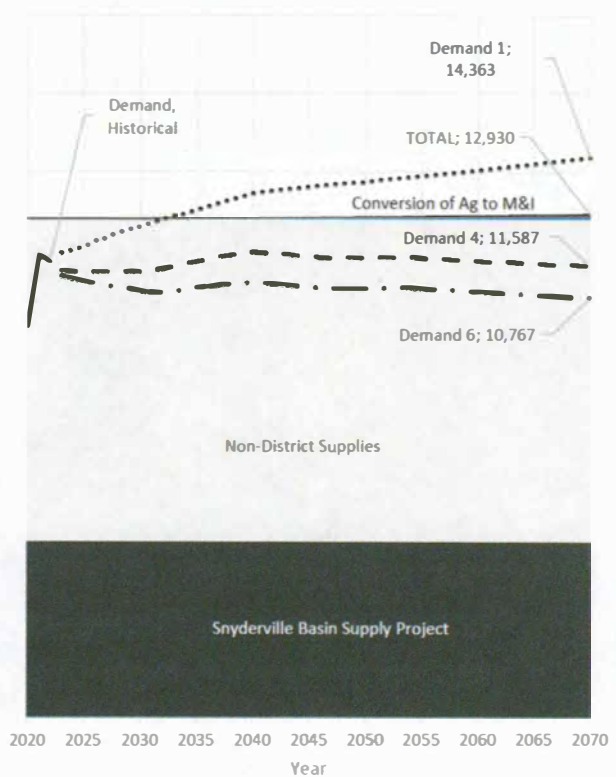 Demand 1;
14,363
Demand,
Historical
TOTAL; 12,930
Conversion of Ag to M&I
Demand 4; 11,587
Demand 6; 10,767
Non-District Supplies
Snyderville Basin Supply Project
2020 2025 2030 2035 2040 2045 2050 2055 2060 2065 2070
Year